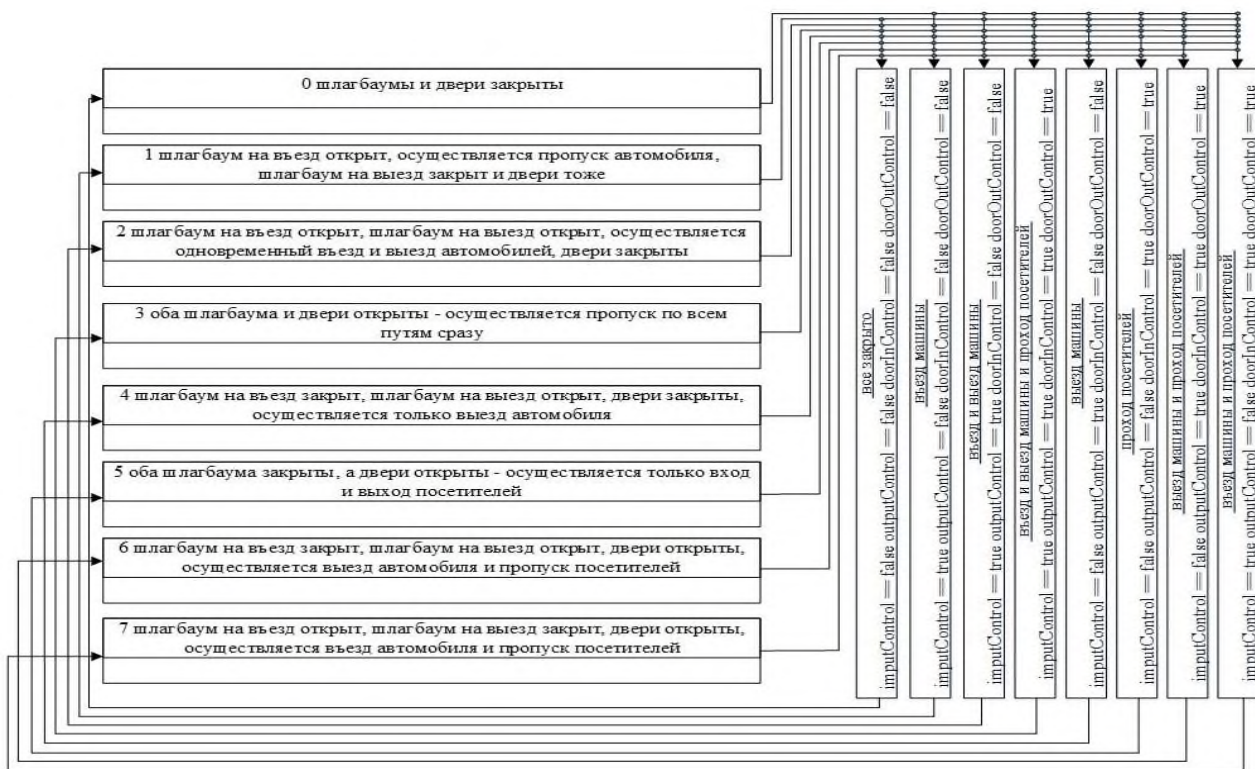 0 шлагбаумы и двери закрыты
1 шлагбаум на въезд открыт, осуществляется пропуск автомобиля,
шлагбаум на выезд закрыт и двери тоже
2 шлагбаум на въезд открыт, шлагбаум на выезд открыт, осуществляется
одновременный въезд и выезд автомобилей, двери закрыты
3 оба шлагбаума и двери открыты - осуществляется пропуск по всем
путям сразу
4 шлагбаум на въезд закрыт, шлагбаум на выезд открыт, двери закрыты,
осуществляется только выезд автомобиля
5 оба шлагбаума закрыты, а двери открыты - осуществляется только вход
и выход посетителей
6 шлагбаум на въезд закрыт, шлагбаум на выезд открыт, двери открыты,
осуществляется выезд автомобиля и пропуск посетителей
7 шлагбаум на въезд открыт, шлагбаум на выезд закрыт, двери открыты,
осуществляется въезд автомобиля и пропуск посетителей
все закрыто
imputControl == false outputControl == false doorInControl == false doorOutControl == false
въезд машины
imputControl == true outputControl == false doorInControl == false doorOutControl == false
въезд и выезд машины
imputControl == true outputControl == true doorInControl == false doorOutControl == false
въезд и выезд машины и проход посетителей
imputControl == true outputControl == true doorInControl == true doorOutControl == true
выезд машины
imputControl == false outputControl == true doorInControl == false doorOutControl == false
проход посетителей
imputControl == false outputControl == false doorInControl == true doorOutControl == true
выезд машины и проход посетителей
imputControl == false outputControl == true doorInControl == true doorOutControl == true
въезд машины и проход посетителей
imputControl == true outputControl == false doorInControl == true doorOutControl == true